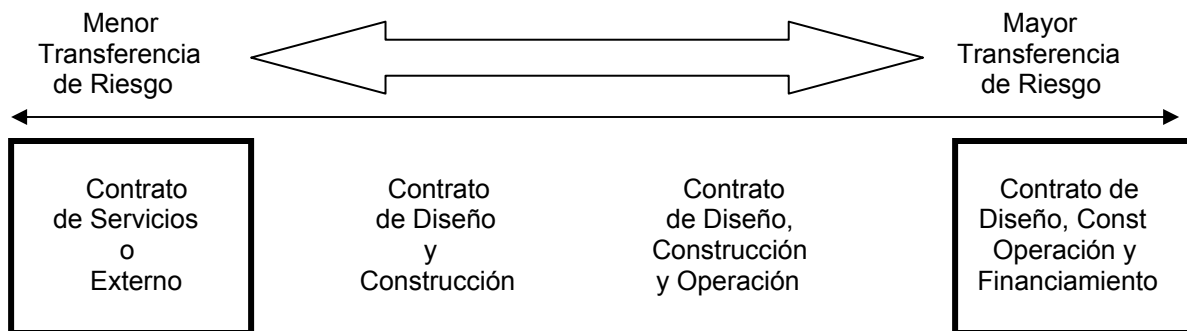 Menor
Transferencia
de Riesgo
Mayor
Transferencia
de Riesgo
Contrato
de Servicios
o
Externo
Contrato
de Diseño
y
Construcción
Contrato
de Diseño,
Construcción
y Operación
Contrato de
Diseño, Const
Operación y
Financiamiento